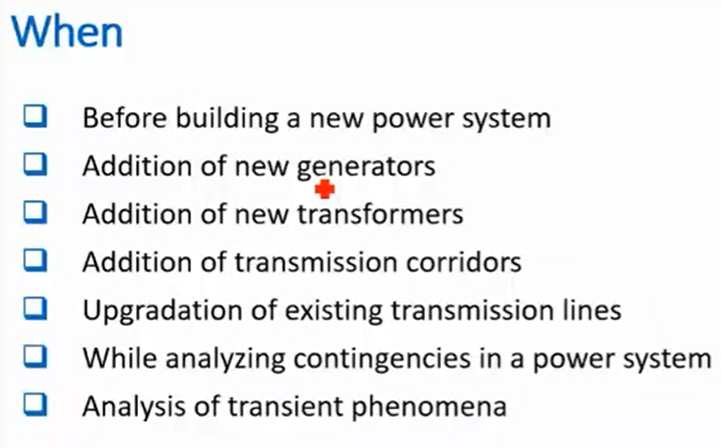 When
Before building a new power system
Addition of new generators
Addition of new transformers
Addition of transmission corridors
Upgradation of existing transmission lines
While analyzing contingencies in a power system
Analysis of transient phenomena